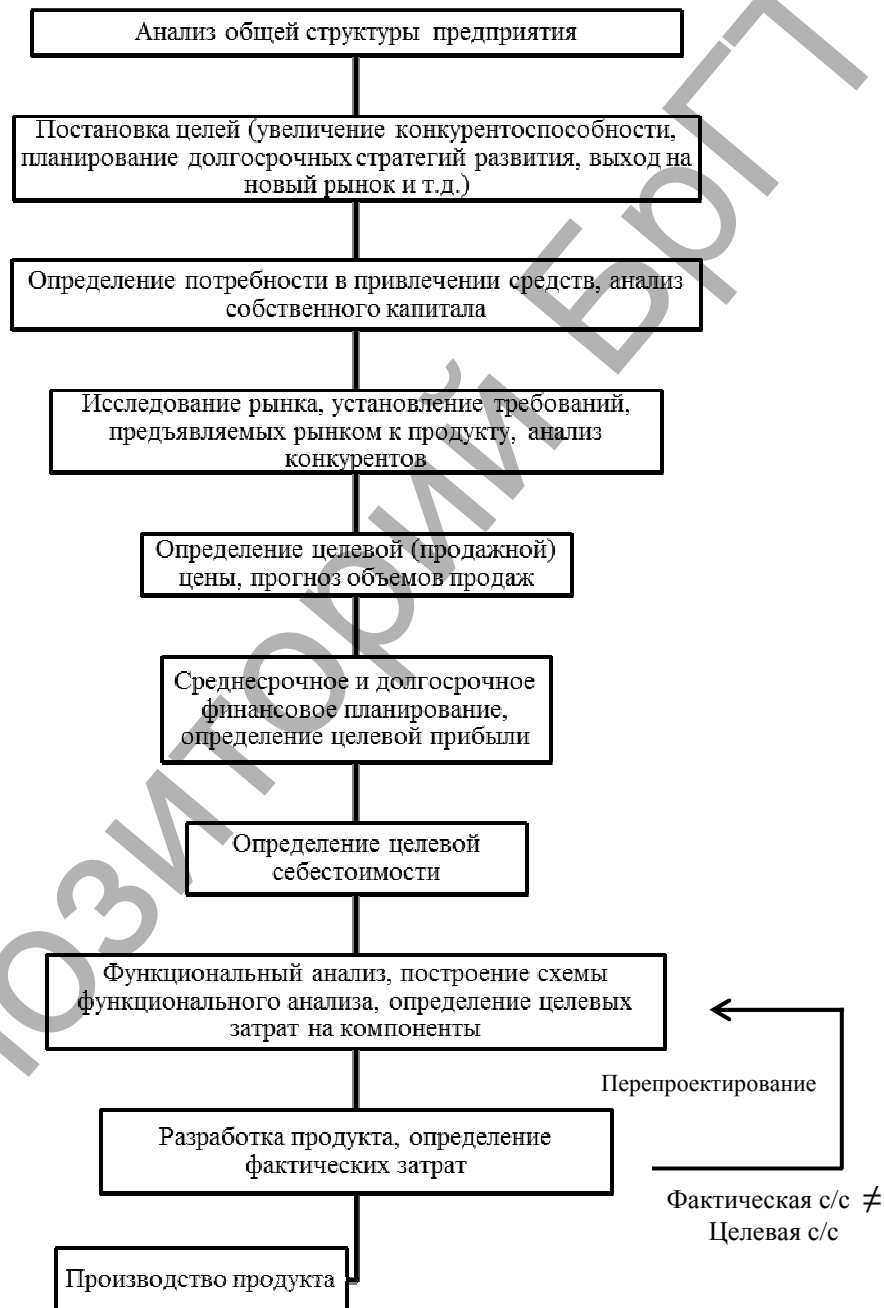 Анализ общей структуры предприятия
Постановка целей (увеличение конкурентоспособности,
планирование долгосрочных стратегий развития, выход на
новый рынок и т.д.)
Определение потребности в привлечении средств, анализ
собственного капитала
Исследование рынка, установление требований,
предъявляемых рынком к продукту, анализ
конкурентов
Определение целевой (продажной)
цены, прогноз объемов продаж
Среднесрочное и долгосрочное
финансовое планирование,
определение целевой прибыли
Определение целевой
себестоимости
Функциональный анализ, построение схемы
функционального анализа, определение целевых
затрат на компоненты
Перепроектирование
Разработка продукта, определение
фактических затрат
Фактическая с/с ≠
Целевая с/с
Производство продукта